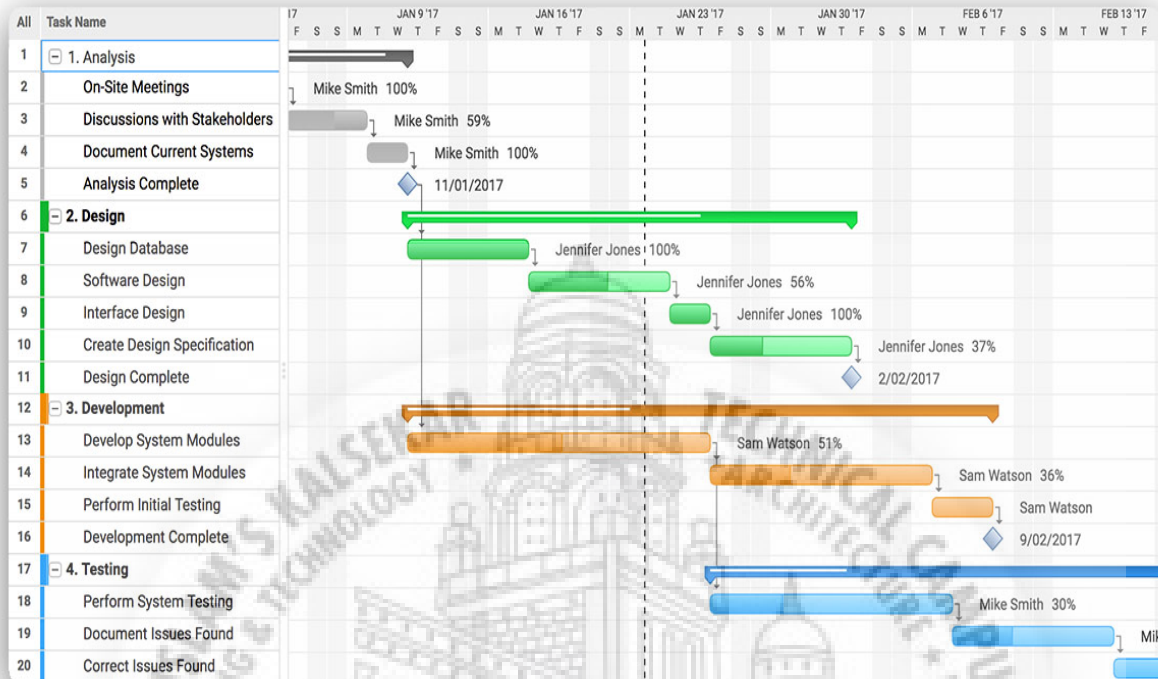 All Task Name 17 JAN 9 '17 JAN 16 '17 JAN 23 '17 JAN 30 '17 FEB 6 '17 FEB 13 '17
F S S M T W T F S S M T W T F S S M T W T F S S M T W T F S S M T W T F S S M T W T F
1 1. Analysis
2 On-Site Meetings Mike Smith 100%
3 Discussions with Stakeholders Mike Smith 59%
4 Document Current Systems Mike Smith 100%
5 Analysis Complete 11/01/2017
6 2. Design
7 Design Database Jennifer Jones 100%
8 Software Design Jennifer Jones 56%
9 Interface Design Jennifer Jones 100%
10 Create Design Specification Jennifer Jones 37%
11 Design Complete 2/02/2017
12 3. Development
13 Develop System Modules Sam Watson 51%
14 Integrate System Modules Sam Watson 36%
15 Perform Initial Testing Sam Watson
16 Development Complete 9/02/2017
17 4. Testing
18 Perform System Testing Mike Smith 30%
19 Document Issues Found
20 Correct Issues Found
KALSEKAR TECHNICAL
TECHNOLOGY ARCHITECTURE